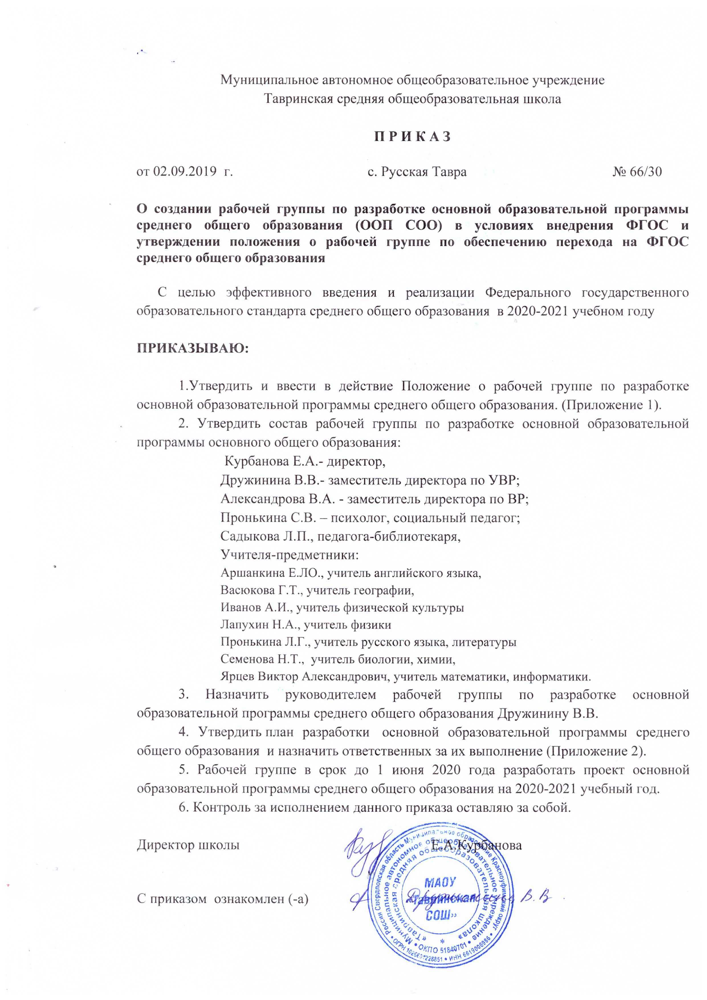 Муниципальное автономное общеобразовательное учреждение
Тавринская средняя общеобразовательная школа
П Р И К А З
от 02.09.2019 г. с. Русская Тавра № 66/30
О создании рабочей группы по разработке основной образовательной программы
среднего общего образования (ООП СОО) в условиях внедрения ФГОС и
утверждении положения о рабочей группе по обеспечению перехода на ФГОС
среднего общего образования
С целью эффективного введения и реализации Федерального государственного
образовательного стандарта среднего общего образования в 2020-2021 учебном году
ПРИКАЗЫВАЮ:
1.Утвердить и ввести в действие Положение о рабочей группе по разработке
основной образовательной программы среднего общего образования. (Приложение 1).
2. Утвердить состав рабочей группы по разработке основной образовательной
программы основного общего образования:
Курбанова Е.А.- директор,
Дружинина В.В.- заместитель директора по УВР;
Александрова В.А. - заместитель директора по ВР;
Пронькина С.В. – психолог, социальный педагог;
Садыкова Л.П., педагога-библиотекаря,
Учителя-предметники:
Аршанкина Е.ЛО., учитель английского языка,
Васюкова Г.Т., учитель географии,
Иванов А.И., учитель физической культуры
Лапухин Н.А., учитель физики
Пронькина Л.Г., учитель русского языка, литературы
Семенова Н.Т., учитель биологии, химии,
Ярцев Виктор Александрович, учитель математики, информатики.
3. Назначить руководителем рабочей группы по разработке основной
образовательной программы среднего общего образования Дружинину В.В.
4. Утвердить план разработки основной образовательной программы среднего
общего образования и назначить ответственных за их выполнение (Приложение 2).
5. Рабочей группе в срок до 1 июня 2020 года разработать проект основной
образовательной программы среднего общего образования на 2020-2021 учебный год.
6. Контроль за исполнением данного приказа оставляю за собой.
Директор школы Е.А.Курбанова
С приказом ознакомлен (-а) Дружинина В.В
Россия Свердловская область Муниципальное образование Красноуфимский округ
• ИНН 6619006986 •
Муниципальное автономное общеобразовательное учреждение
• ОКПО 51840701 •
«Тавринская средняя общеобразовательная школа»
МАОУ
«Тавринская
СОШ»